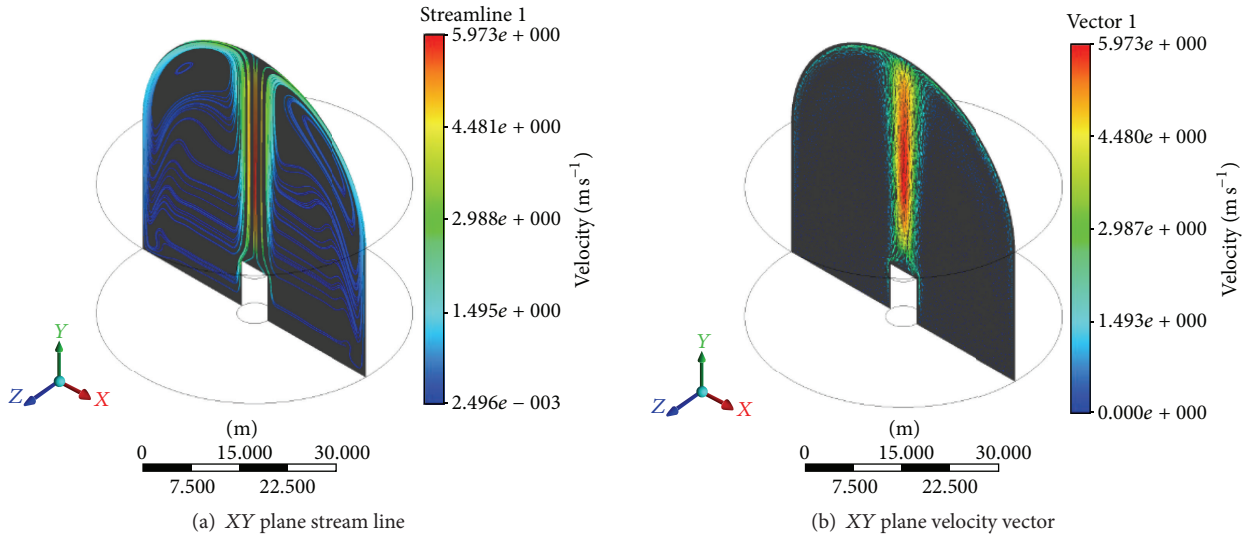 Streamline 1
5.973e + 000
4.481e + 000
2.988e + 000
1.495e + 000
2.496e − 003
Velocity (m s⁻¹)
Y
Z
X
(m)
0 15.000 30.000
7.500 22.500
(a) XY plane stream line
Vector 1
5.973e + 000
4.480e + 000
2.987e + 000
1.493e + 000
0.000e + 000
Velocity (m s⁻¹)
Y
Z
X
(m)
0 15.000 30.000
7.500 22.500
(b) XY plane velocity vector